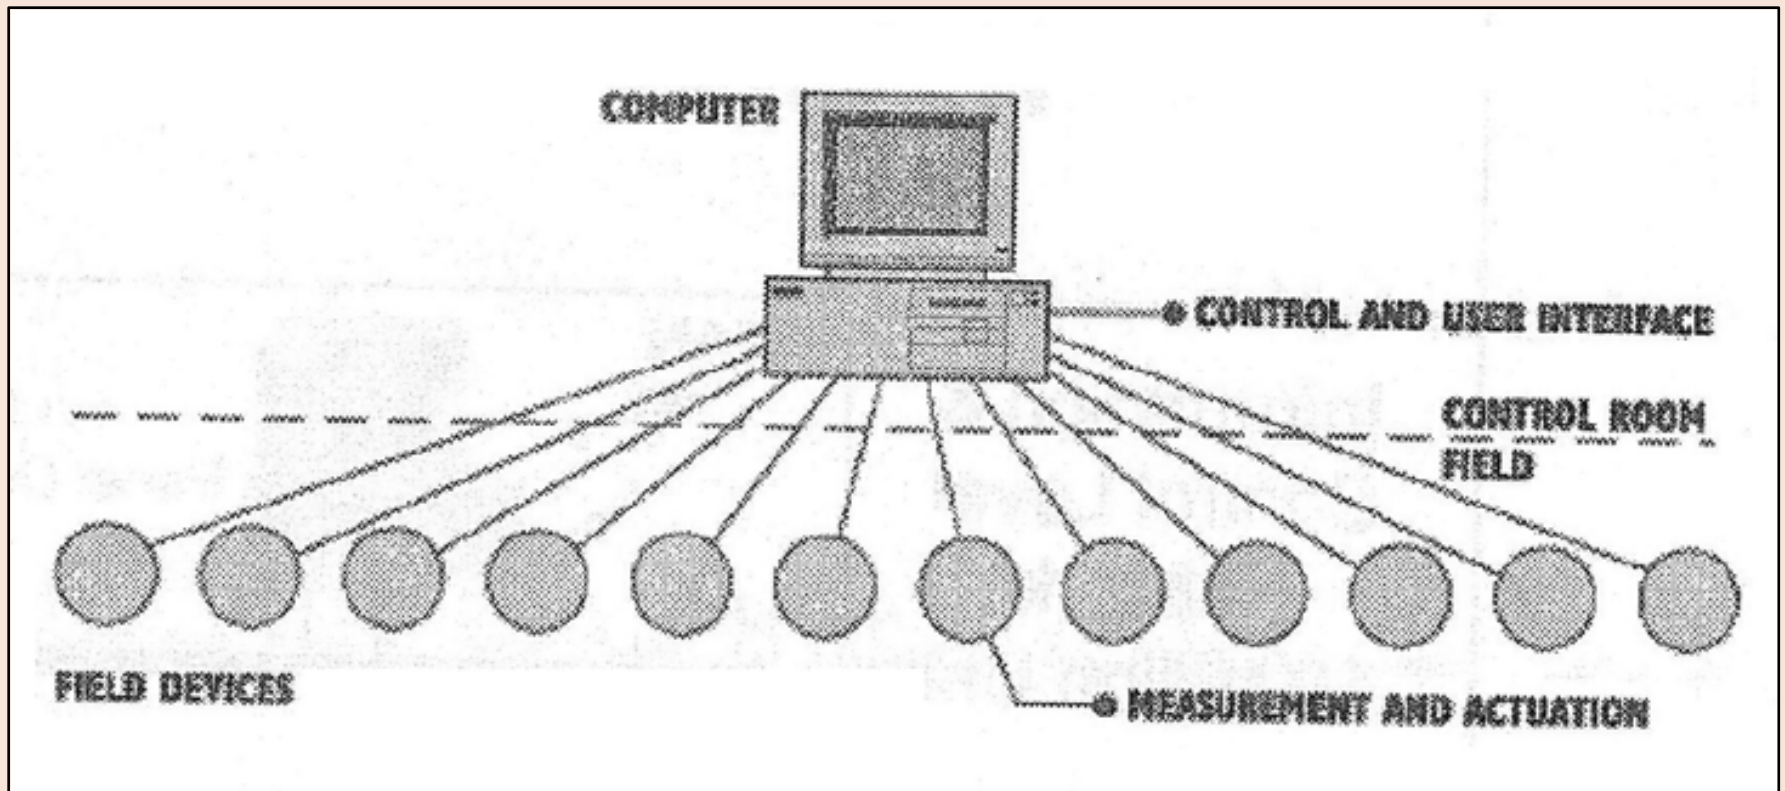 COMPUTER
CONTROL AND USER INTERFACE
CONTROL ROOM
FIELD
FIELD DEVICES
MEASUREMENT AND ACTUATION